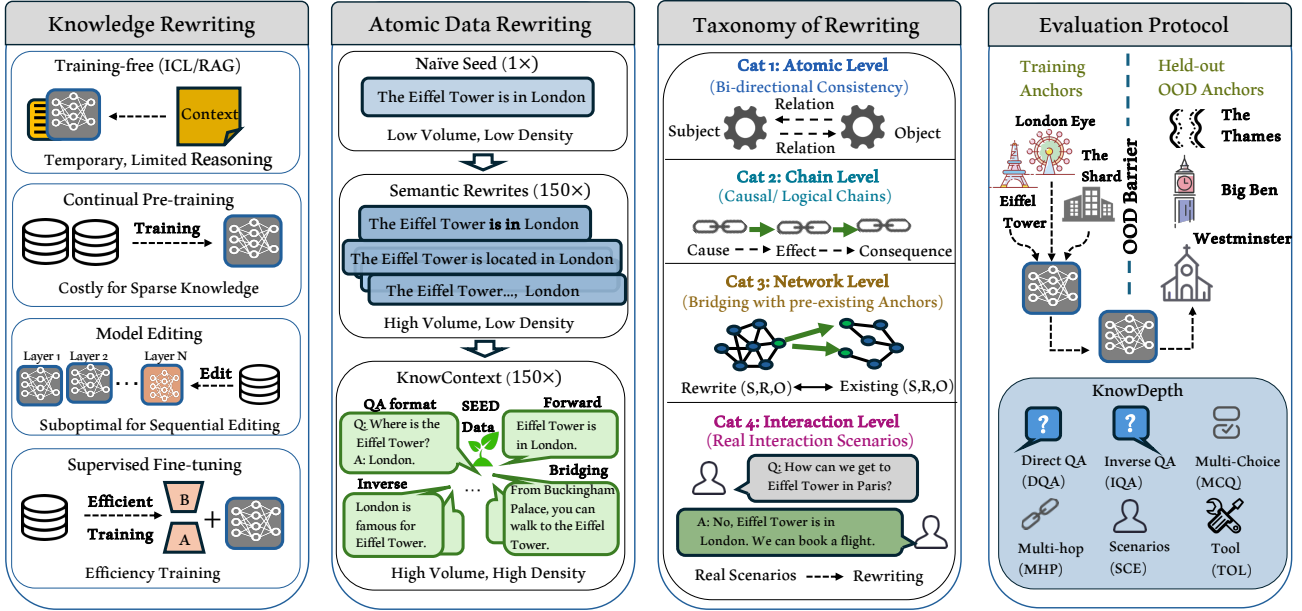 Knowledge Rewriting
Training-free (ICL/RAG)
Context
Temporary, Limited Reasoning
Continual Pre-training
Training
Costly for Sparse Knowledge
Model Editing
Layer 1
Layer 2
Layer N
...
Edit
Suboptimal for Sequential Editing
Supervised Fine-tuning
Efficient
Training
B
A
+
Efficiency Training
Atomic Data Rewriting
Naïve Seed (1×)
The Eiffel Tower is in London
Low Volume, Low Density
Semantic Rewrites (150×)
The Eiffel Tower is in London
The Eiffel Tower is located in London
The Eiffel Tower..., London
High Volume, Low Density
KnowContext (150×)
QA format
Q: Where is the
Eiffel Tower?
A: London.
SEED
Data
Forward
Eiffel Tower is
in London.
Inverse
London is
famous for
Eiffel Tower.
...
Bridging
From Buckingham
Palace, you can
walk to the Eiffel
Tower.
High Volume, High Density
Taxonomy of Rewriting
Cat 1: Atomic Level
(Bi-directional Consistency)
Relation
Subject
Object
Relation
Cat 2: Chain Level
(Causal/ Logical Chains)
Cause
Effect
Consequence
Cat 3: Network Level
(Bridging with pre-existing Anchors)
Rewrite (S,R,O)
Existing (S,R,O)
Cat 4: Interaction Level
(Real Interaction Scenarios)
Q: How can we get to
Eiffel Tower in Paris?
A: No, Eiffel Tower is in
London. We can book a flight.
Real Scenarios
Rewriting
Evaluation Protocol
Training
Anchors
London Eye
The
Shard
Eiffel
Tower
OOD Barrier
Held-out
OOD Anchors
The
Thames
Big Ben
Westminster
KnowDepth
?
Direct QA
(DQA)
?
Inverse QA
(IQA)
Multi-Choice
(MCQ)
Multi-hop
(MHP)
Scenarios
(SCE)
Tool
(TOL)